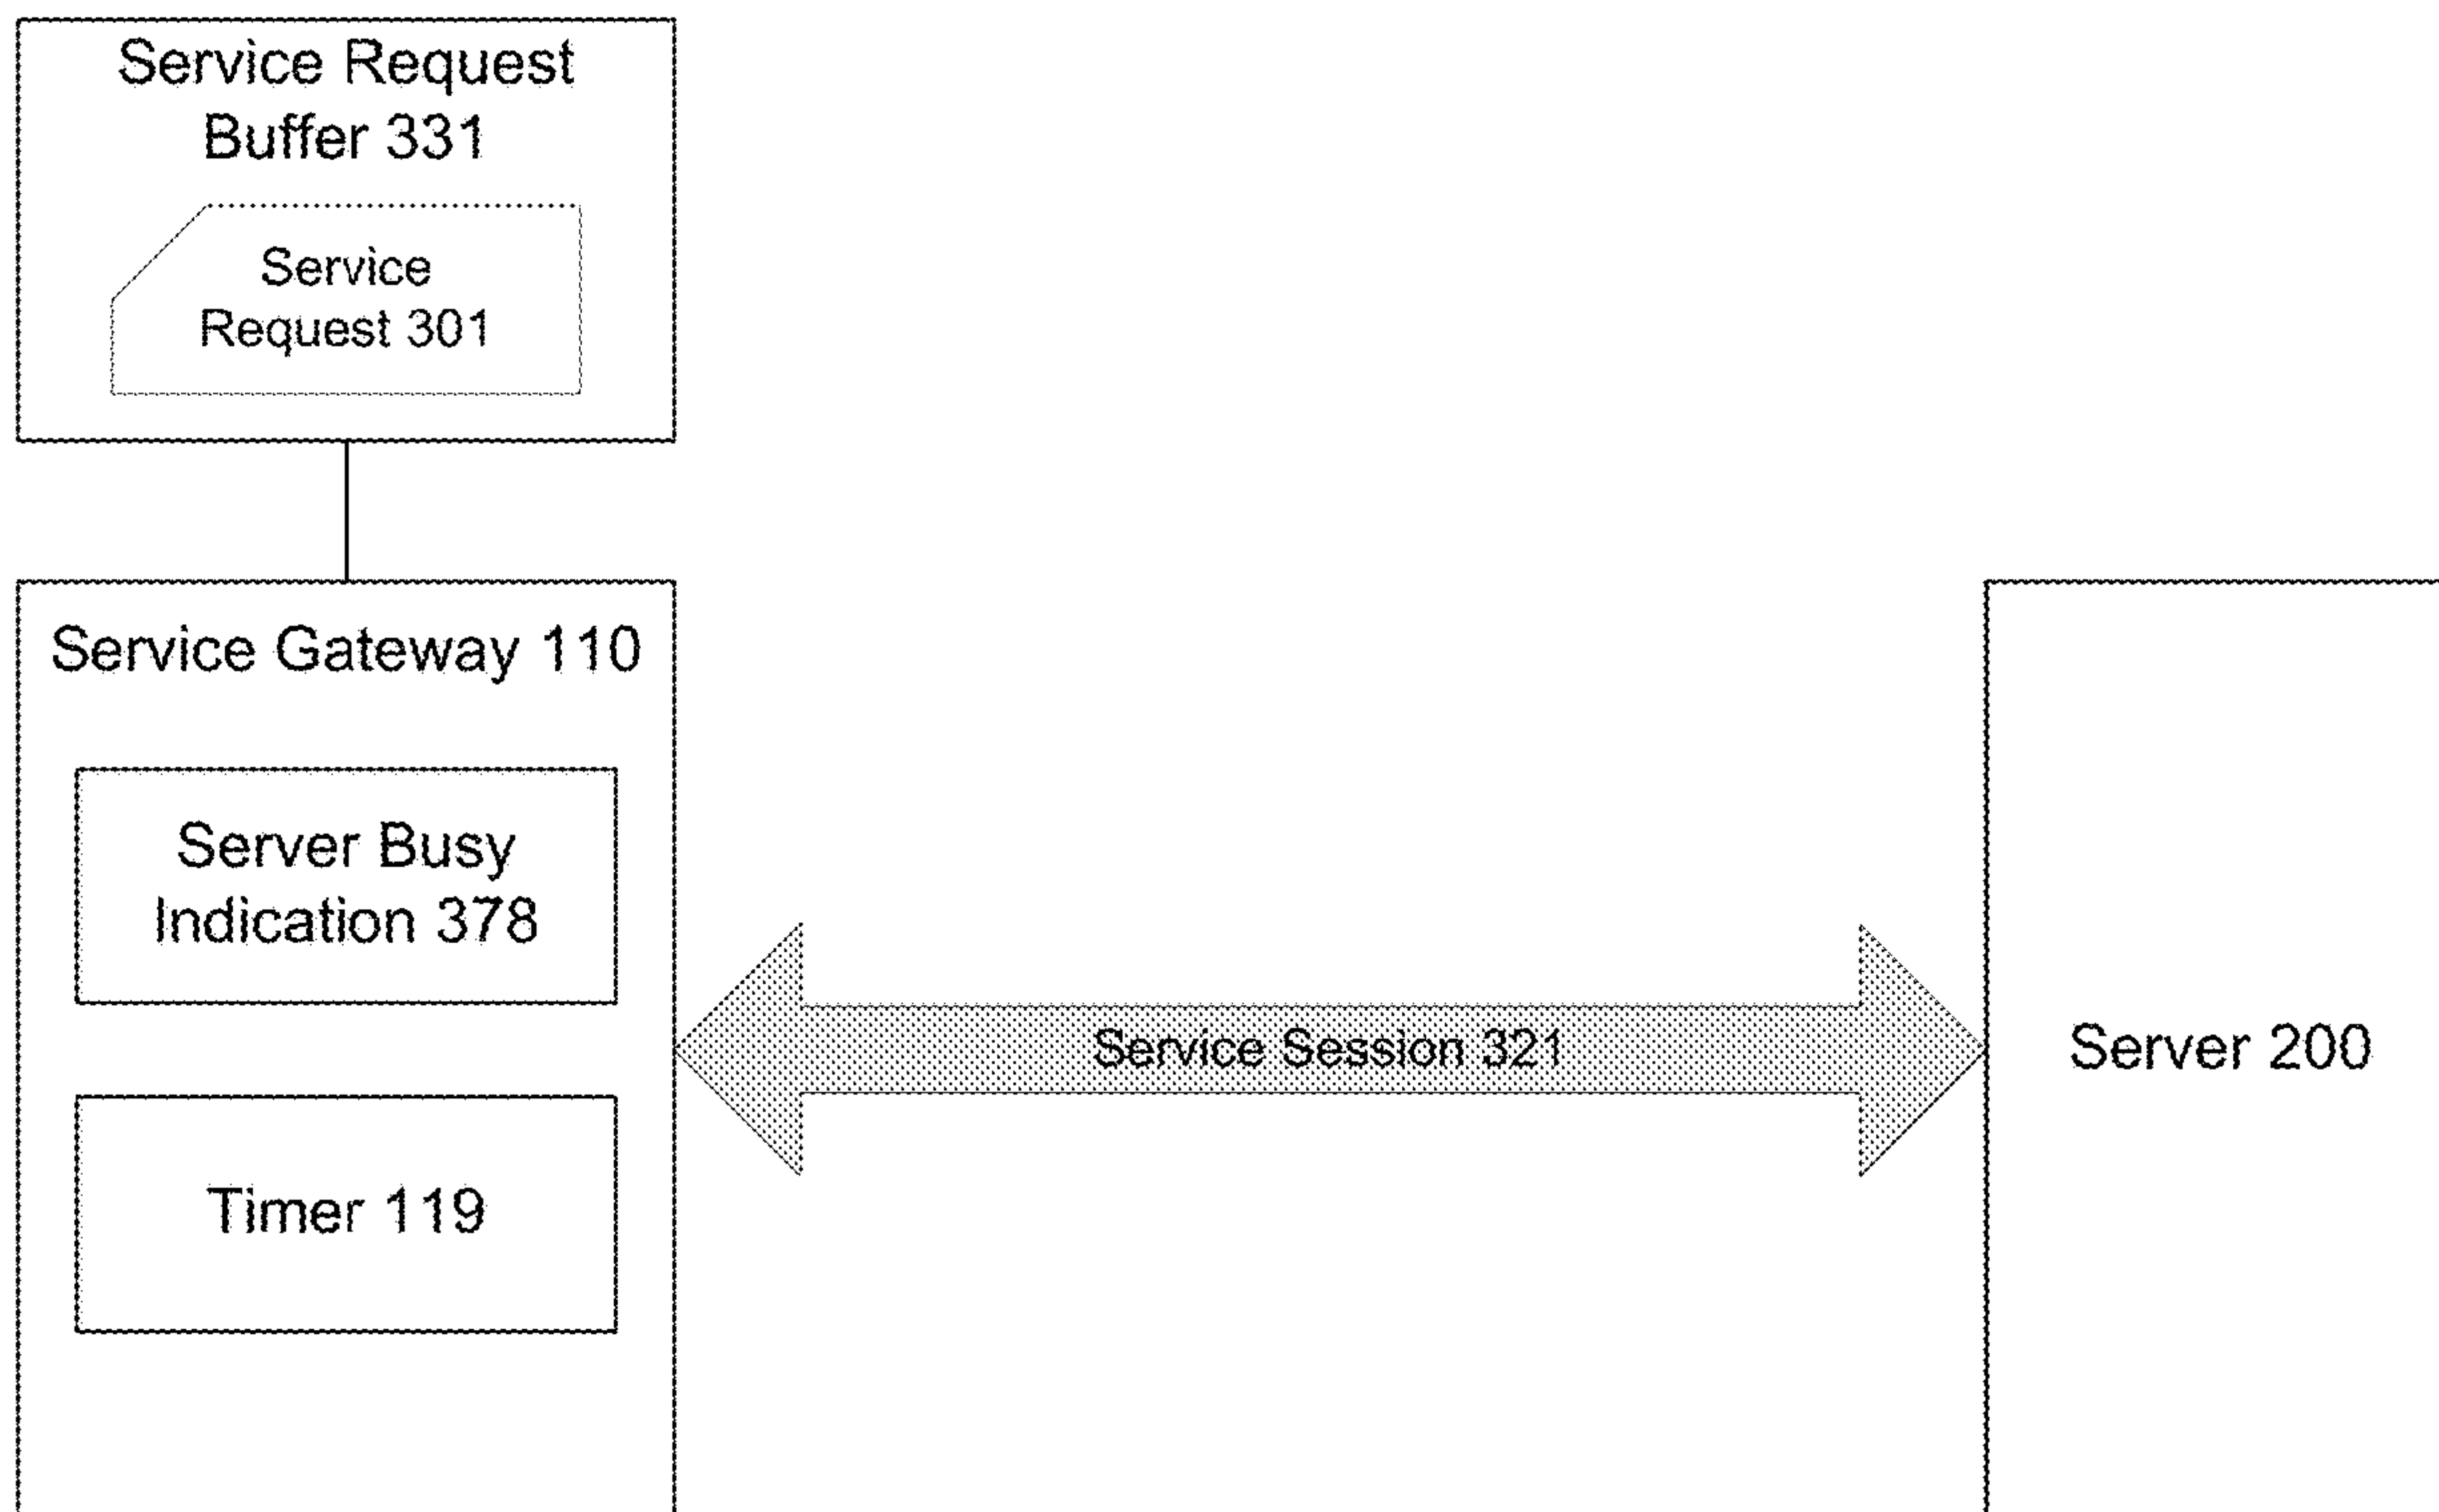 Service Request
Buffer 331
Service
Request 301
Service Gateway 110
Server Busy
Indication 378
Timer 119
Service Session 321
Server 200